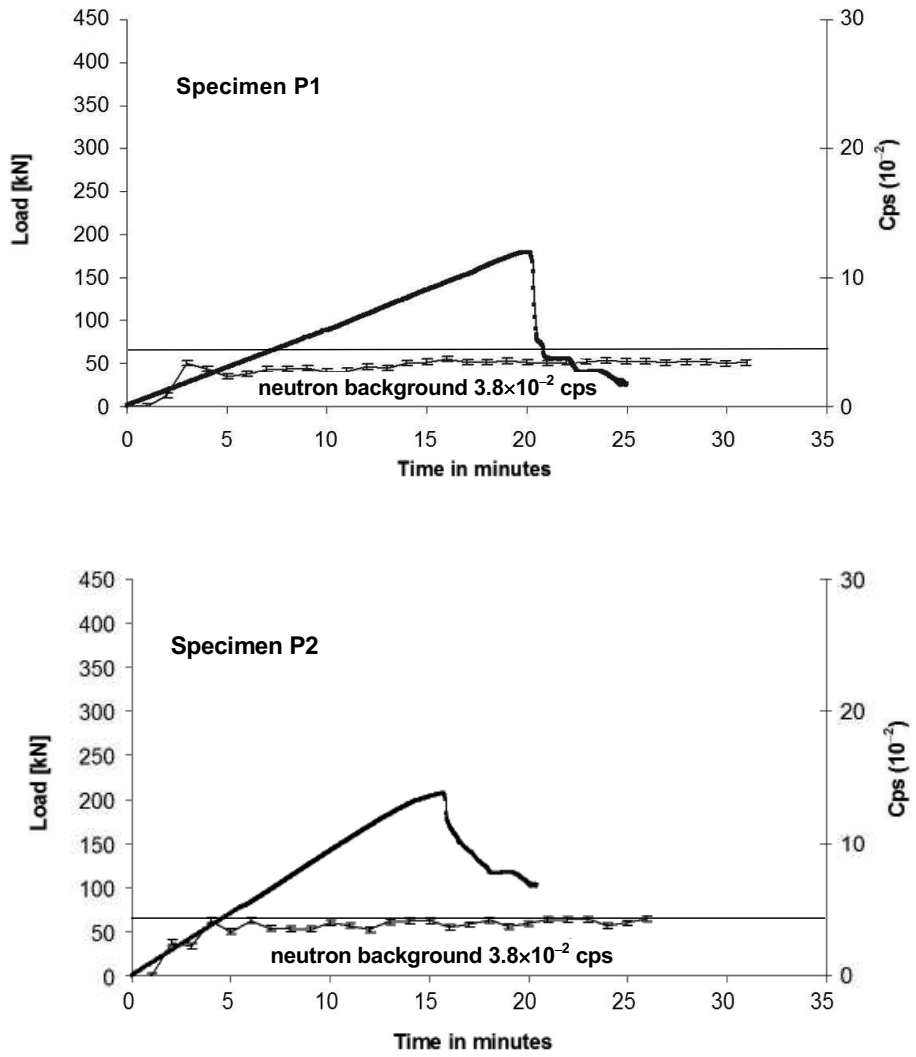 450
400
350
300
250
200
150
100
50
0
Load [kN]
Specimen P1
30
20
10
0
Cps (10⁻²)
neutron background 3.8×10⁻² cps
0 5 10 15 20 25 30 35
Time in minutes
450
400
350
300
250
200
150
100
50
0
Load [kN]
Specimen P2
30
20
10
0
Cps (10⁻²)
neutron background 3.8×10⁻² cps
0 5 10 15 20 25 30 35
Time in minutes